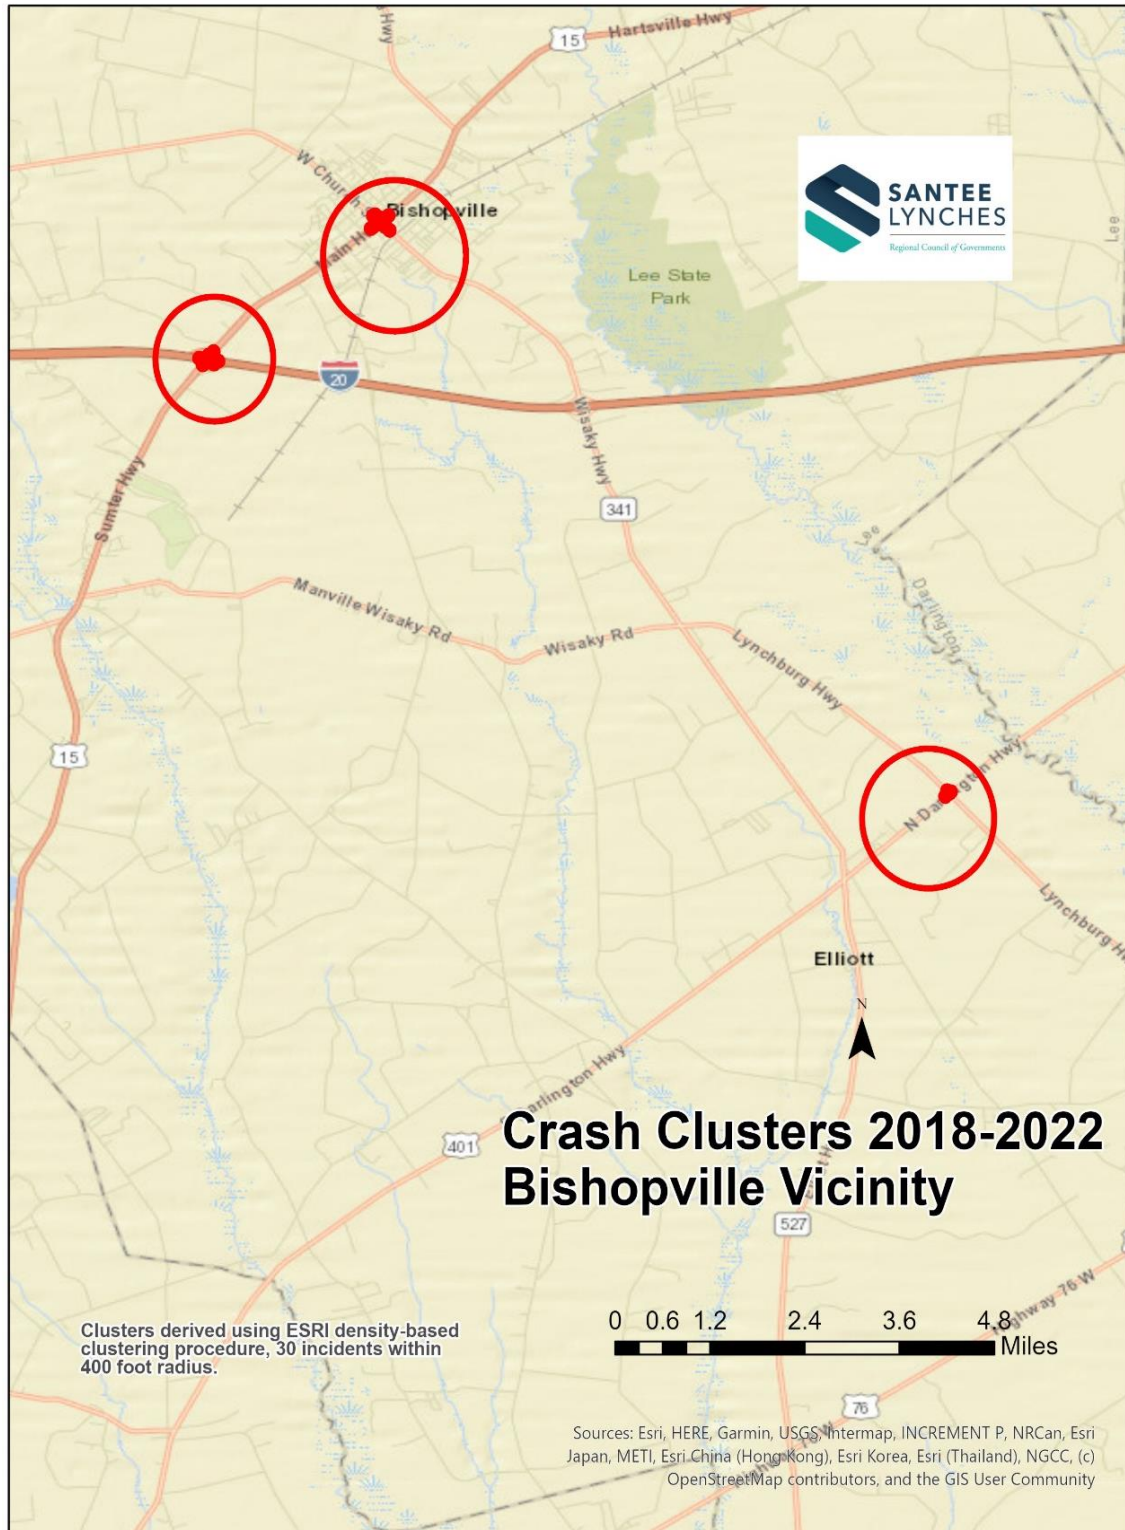 Hwy
15
Hartsville Hwy
W Church
Bishopville
Main H
SANTEE
LYNCHES
Regional Council of Governments
Lee
Lee State
Park
20
Wisaky Hwy
Sumter Hwy
341
Lee
Darlington
Manville Wisaky Rd
Wisaky Rd
Lynchburg Hwy
15
N Darlington Hwy
Lynchburg H
Elliott
N
arlington Hwy
401
Crash Clusters 2018-2022
Bishopville Vicinity
527
0 0.6 1.2 2.4 3.6 4.8
Miles
Highway 76 W
Clusters derived using ESRI density-based
clustering procedure, 30 incidents within
400 foot radius.
76
Sources: Esri, HERE, Garmin, USGS, Intermap, INCREMENT P, NRCan, Esri
Japan, METI, Esri China (Hong Kong), Esri Korea, Esri (Thailand), NGCC, (c)
OpenStreetMap contributors, and the GIS User Community